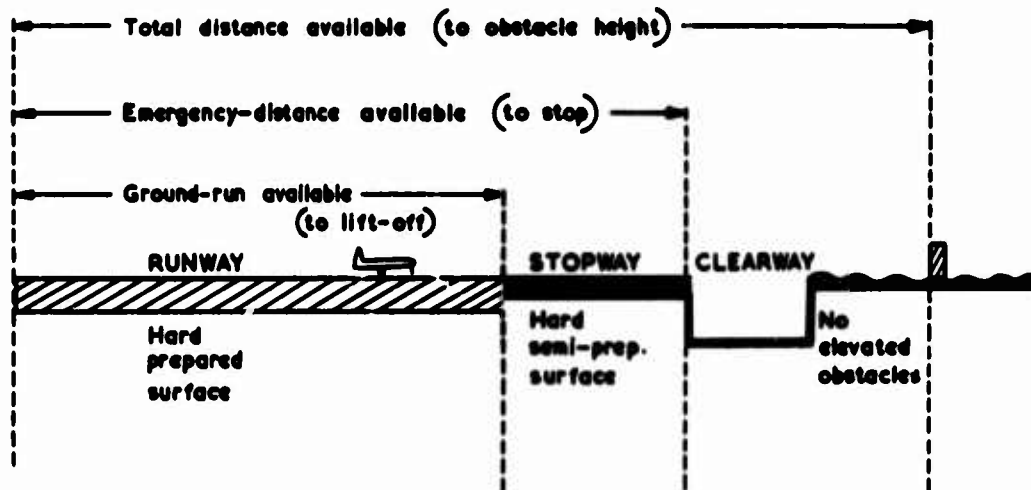 Total distance available (to obstacle height)
Emergency-distance available (to stop)
Ground-run available
(to lift-off)
RUNWAY
STOPWAY
CLEARWAY
Hard
prepared
surface
Hard
semi-prep.
surface
No
elevated
obstacles